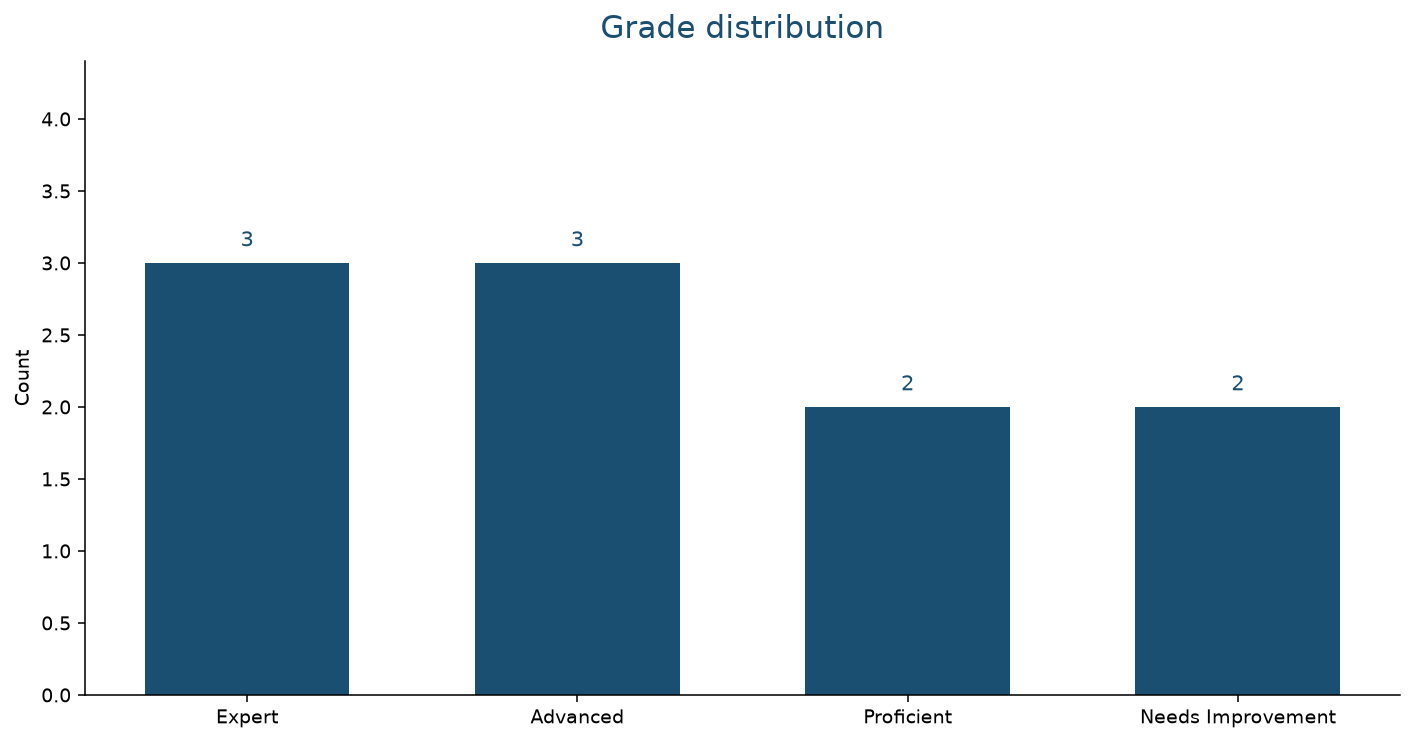 Grade distribution
4.0
3.5
3.0
2.5
2.0
1.5
1.0
0.5
0.0
Count
3
3
2
2
Expert
Advanced
Proficient
Needs Improvement